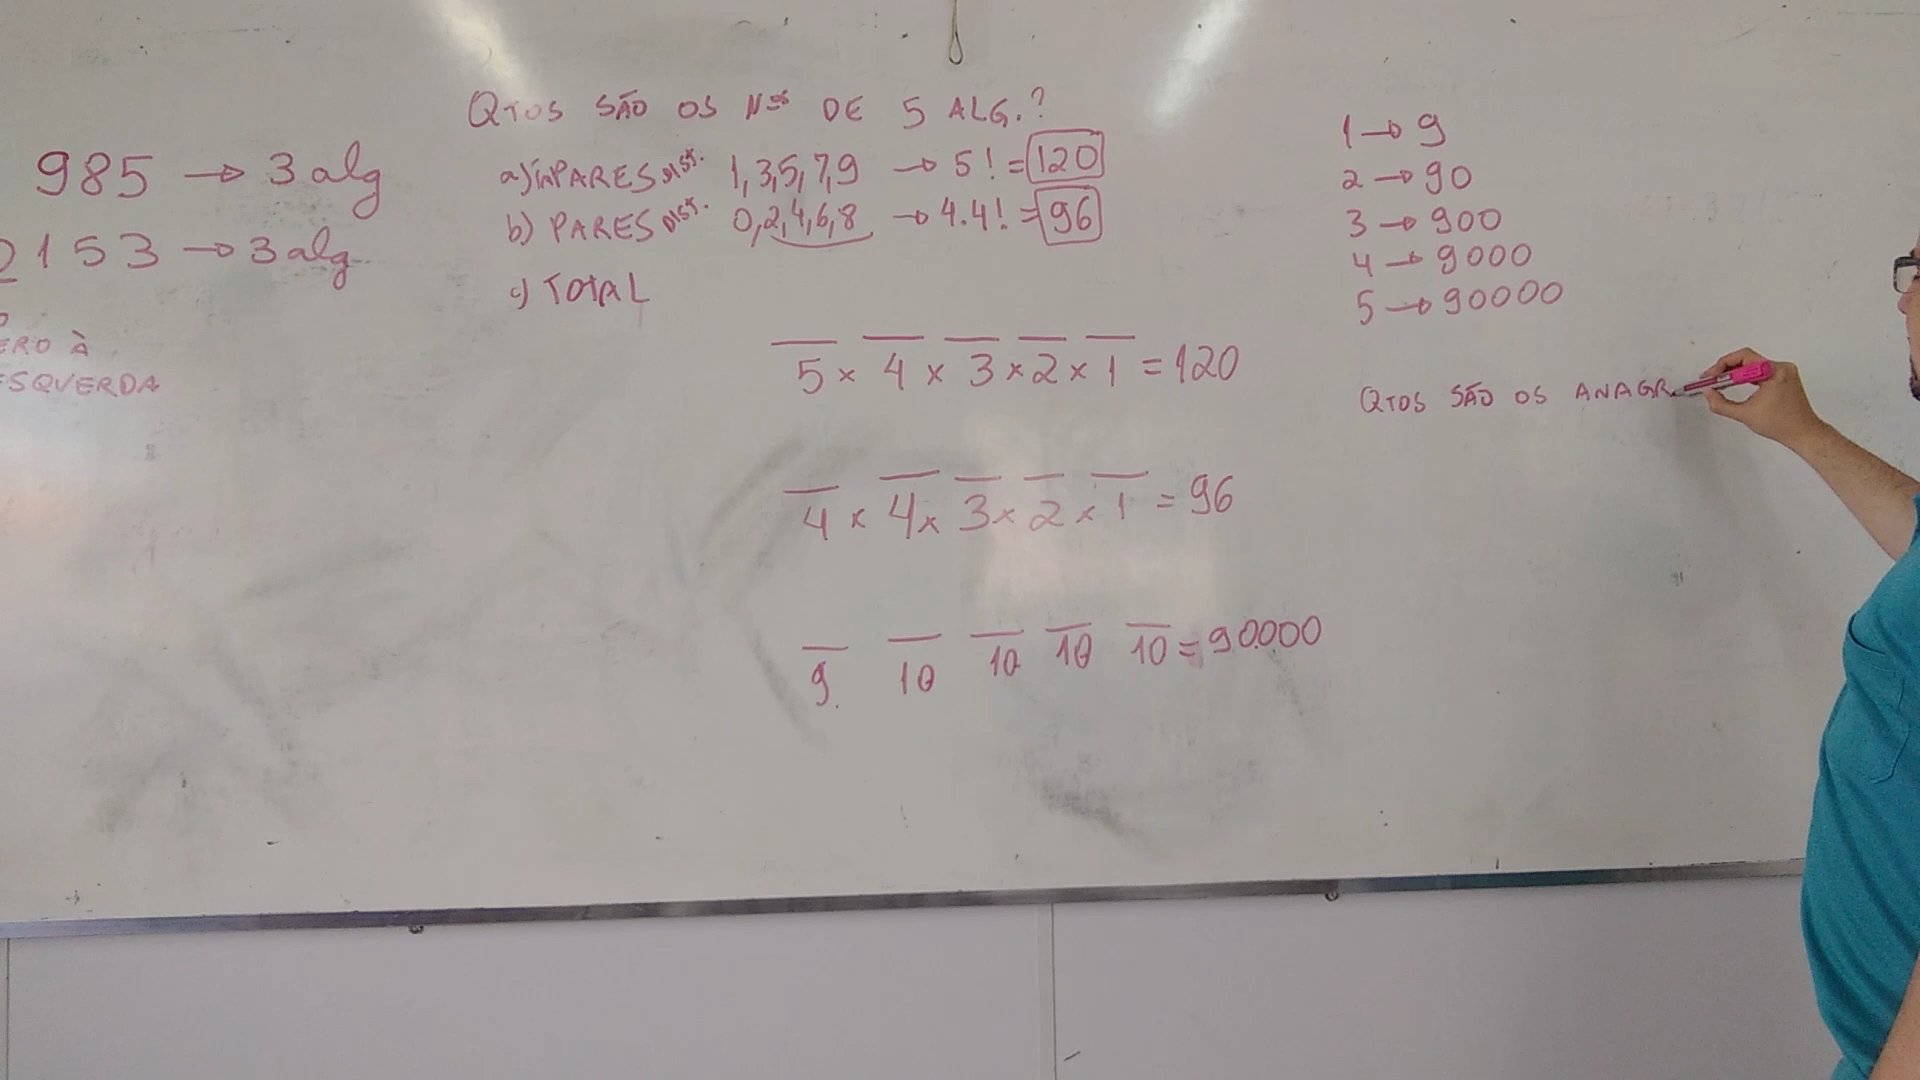 985 → 3 alg
2153 → 3 alg
ERO À
ESQUERDA
QTOS SÃO OS Nºs DE 5 ALG.?
a) ÍMPARES DIST. 1,3,5,7,9 → 5! = 120
b) PARES DIST. 0,2,4,6,8 → 4.4! = 96
c) TOTAL
5 × 4 × 3 × 2 × 1 = 120
4 × 4 × 3 × 2 × 1 = 96
9 10 10 10 10 = 90000
1 → 9
2 → 90
3 → 900
4 → 9000
5 → 90000
QTOS SÃO OS ANAGR